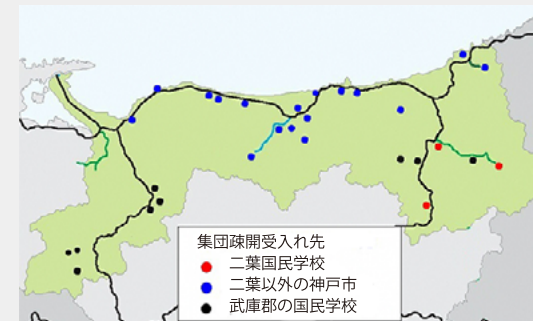 集団疎開受入れ先
二葉国民学校
二葉以外の神戸市
武庫郡の国民学校